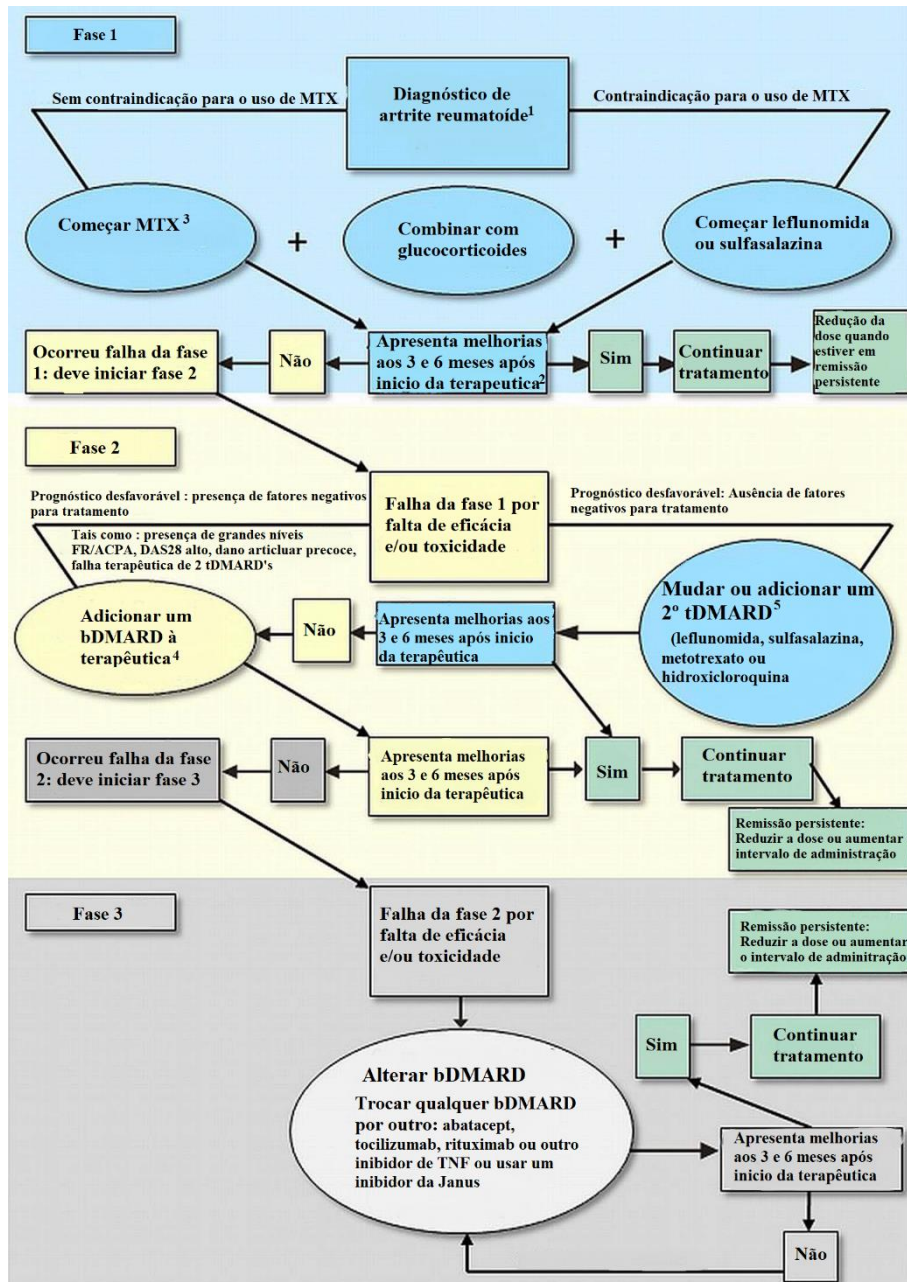 Fase 1
Sem contraindicação para o uso de MTX
Diagnóstico de
artrite reumatoíde1
Contraindicação para o uso de MTX
Começar MTX 3
+
Combinar com
glucocorticoides
+
Começar leflunomida
ou sulfasalazina
Ocorreu falha da fase
1: deve iniciar fase 2
Não
Apresenta melhorias
aos 3 e 6 meses após
inicio da terapeutica2
Sim
Continuar
tratamento
Redução da
dose quando
estiver em
remissão
persistente
Fase 2
Prognóstico desfavorável : presença de fatores negativos
para tratamento
Tais como : presença de grandes níveis
FR/ACPA, DAS28 alto, dano articluar precoce,
falha terapêutica de 2 tDMARD's
Falha da fase 1 por
falta de eficácia
e/ou toxicidade
Prognóstico desfavorável: Ausência de fatores
negativos para tratamento
Adicionar um
bDMARD à
terapêutica4
Não
Apresenta melhorias aos
3 e 6 meses após inicio
da terapêutica
Mudar ou adicionar um
2º tDMARD5
(leflunomida, sulfasalazina,
metotrexato ou
hidroxicloroquina
Ocorreu falha da fase
2: deve iniciar fase 3
Não
Apresenta melhorias
aos 3 e 6 meses após
inicio da terapêutica
Sim
Continuar
tratamento
Remissão persistente:
Reduzir a dose ou aumentar
intervalo de administração
Fase 3
Falha da fase 2 por
falta de eficácia
e/ou toxicidade
Remissão persistente:
Reduzir a dose ou aumentar
o intervalo de adminitração
Sim
Continuar
tratamento
Alterar bDMARD
Trocar qualquer bDMARD
por outro: abatacept,
tocilizumab, rituximab ou outro
inibidor de TNF ou usar um
inibidor da Janus
Apresenta melhorias
aos 3 e 6 meses após
inicio da terapêutica
Não